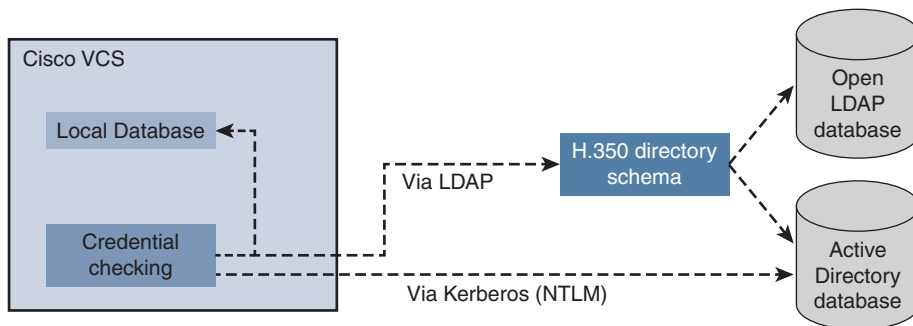 Cisco VCS
Local Database
Credential
checking
Via LDAP
H.350 directory
schema
Via Kerberos (NTLM)
Open
LDAP
database
Active
Directory
database